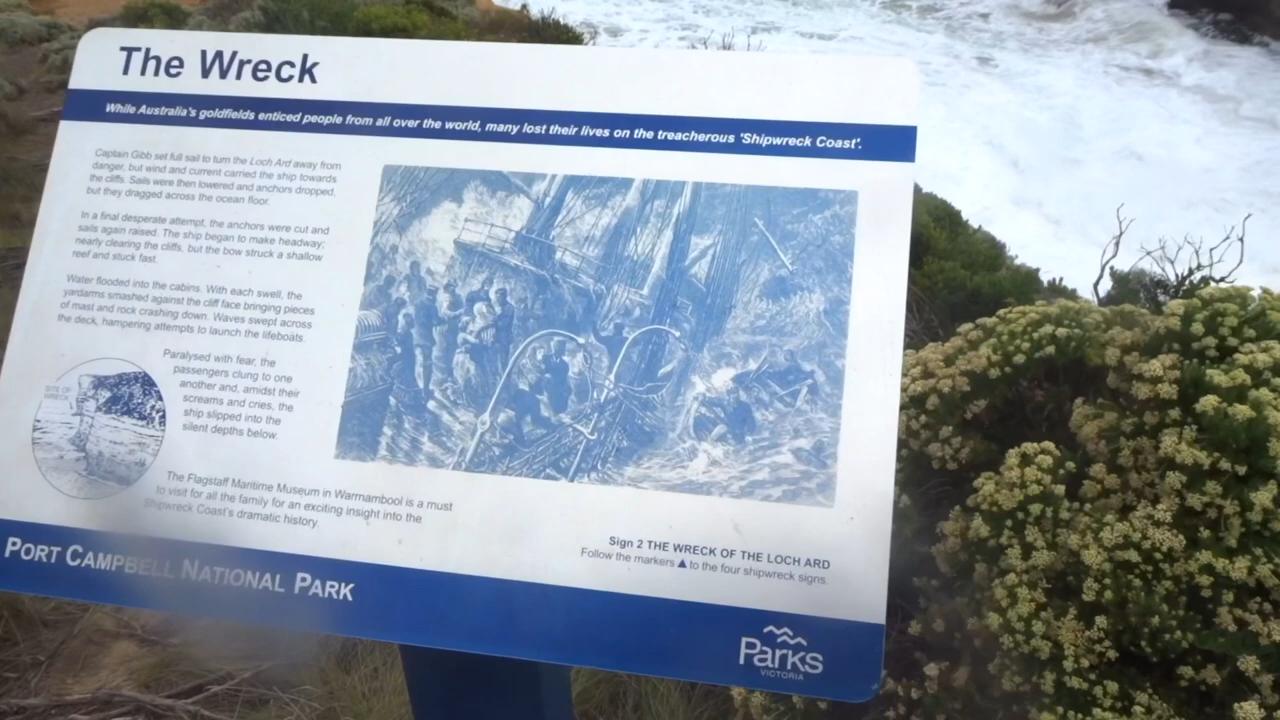 The Wreck
While Australia's goldfields enticed people from all over the world, many lost their lives on the treacherous 'Shipwreck Coast'.
Captain Gibb set full sail to turn the Loch Ard away from
danger, but wind and current carried the ship towards
the cliffs. Sails were then lowered and anchors dropped,
but they dragged across the ocean floor.
In a final desperate attempt, the anchors were cut and
sails again raised. The ship began to make headway;
nearly clearing the cliffs, but the bow struck a shallow
reef and stuck fast.
Water flooded into the cabins. With each swell, the
yardarms smashed against the cliff face bringing pieces
of mast and rock crashing down. Waves swept across
the deck, hampering attempts to launch the lifeboats.
Paralysed with fear, the
passengers clung to one
another and, amidst their
screams and cries, the
ship slipped into the
silent depths below.
SITE OF
WRECK
The Flagstaff Maritime Museum in Warrnambool is a must
to visit for all the family for an exciting insight into the
Shipwreck Coast's dramatic history.
Sign 2 THE WRECK OF THE LOCH ARD
Follow the markers ▲ to the four shipwreck signs.
PORT CAMPBELL NATIONAL PARK
Parks
VICTORIA